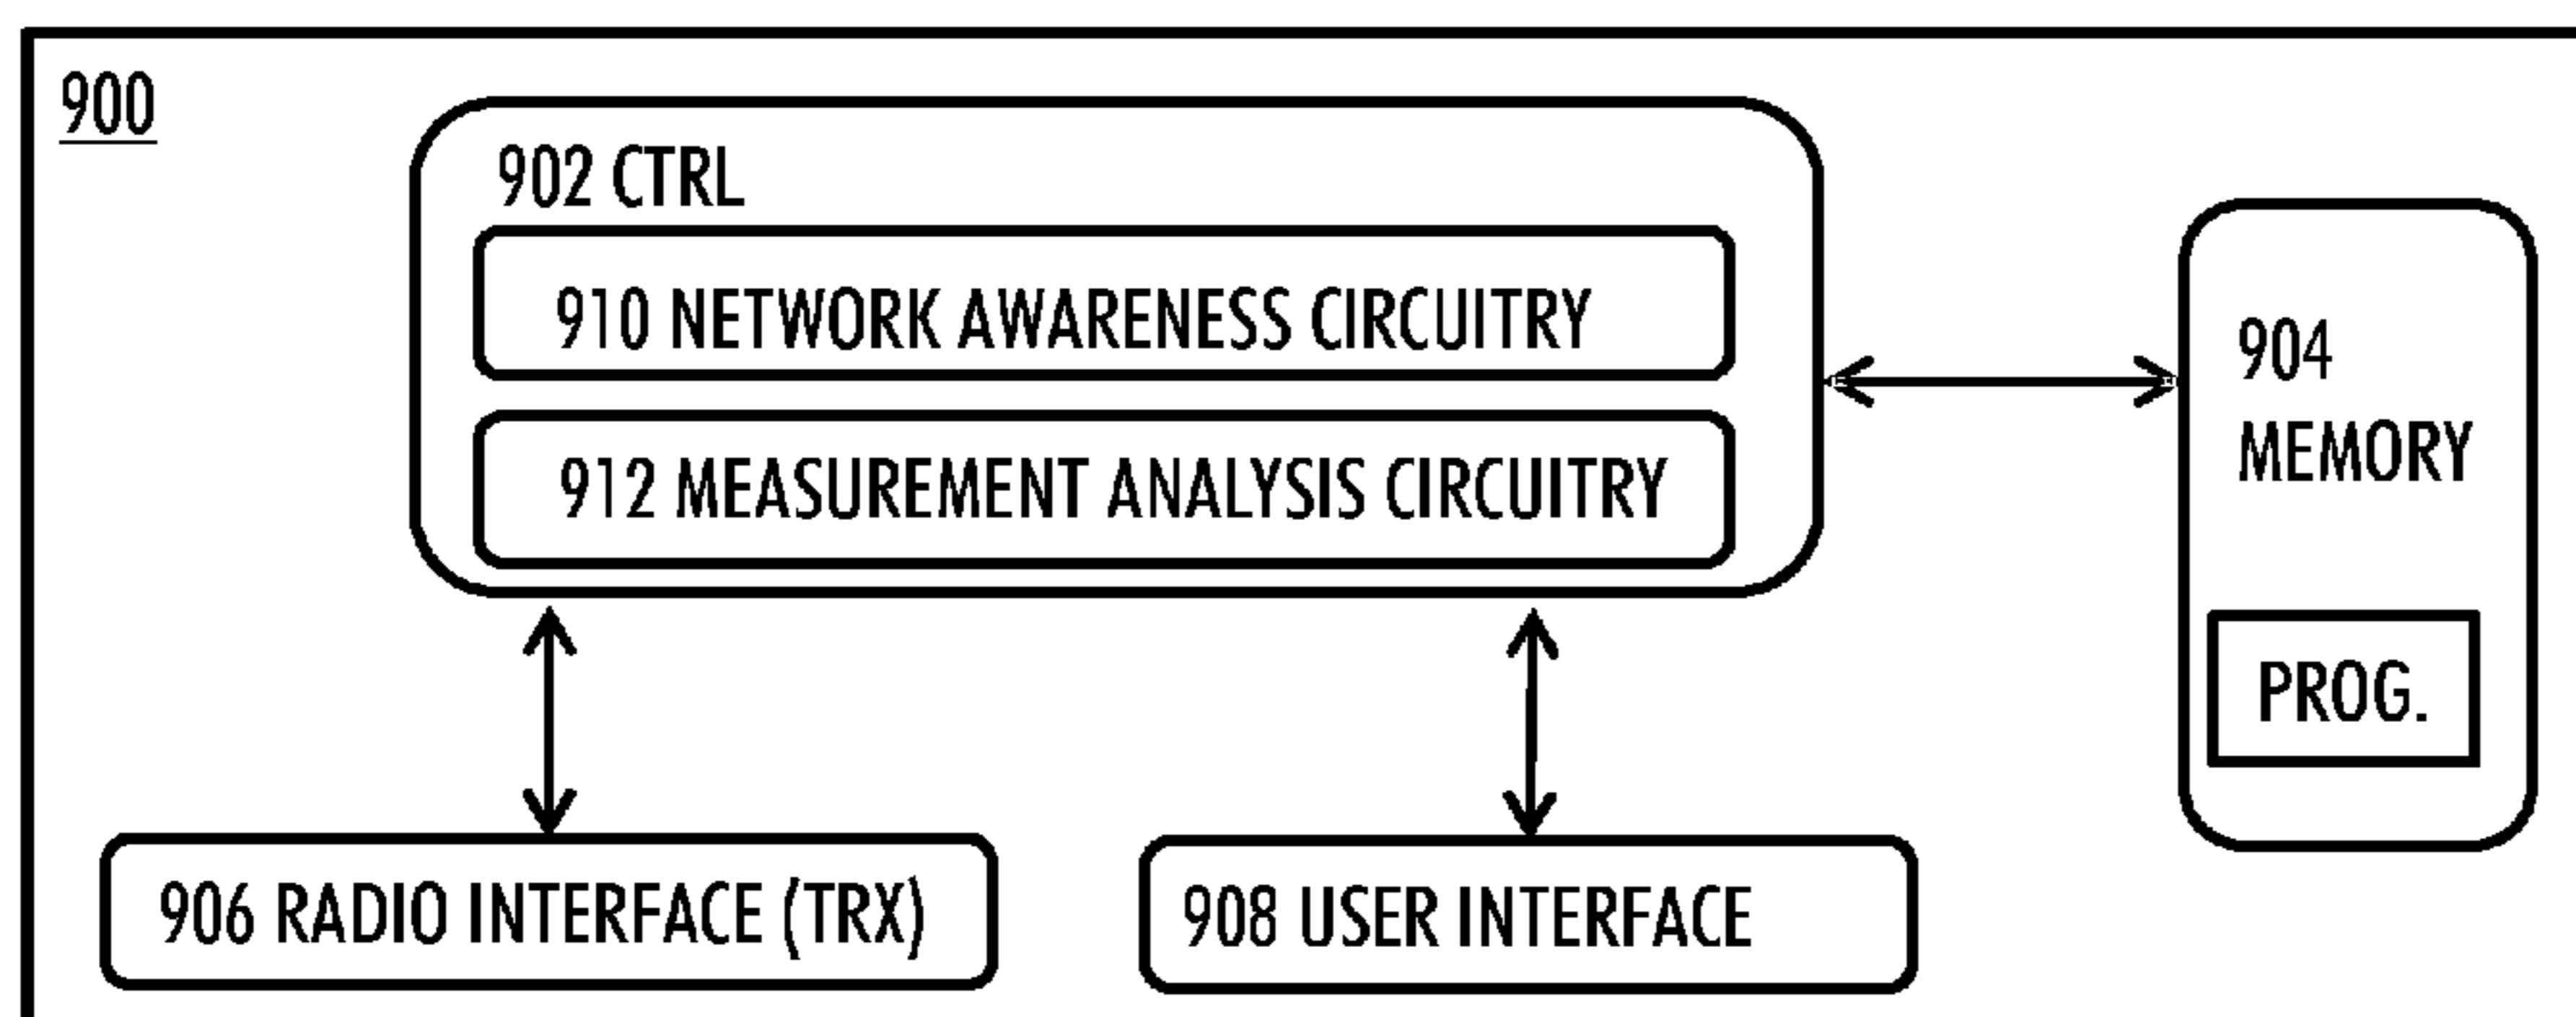 900
902 CTRL
910 NETWORK AWARENESS CIRCUITRY
912 MEASUREMENT ANALYSIS CIRCUITRY
904
MEMORY
PROG.
906 RADIO INTERFACE (TRX)
908 USER INTERFACE